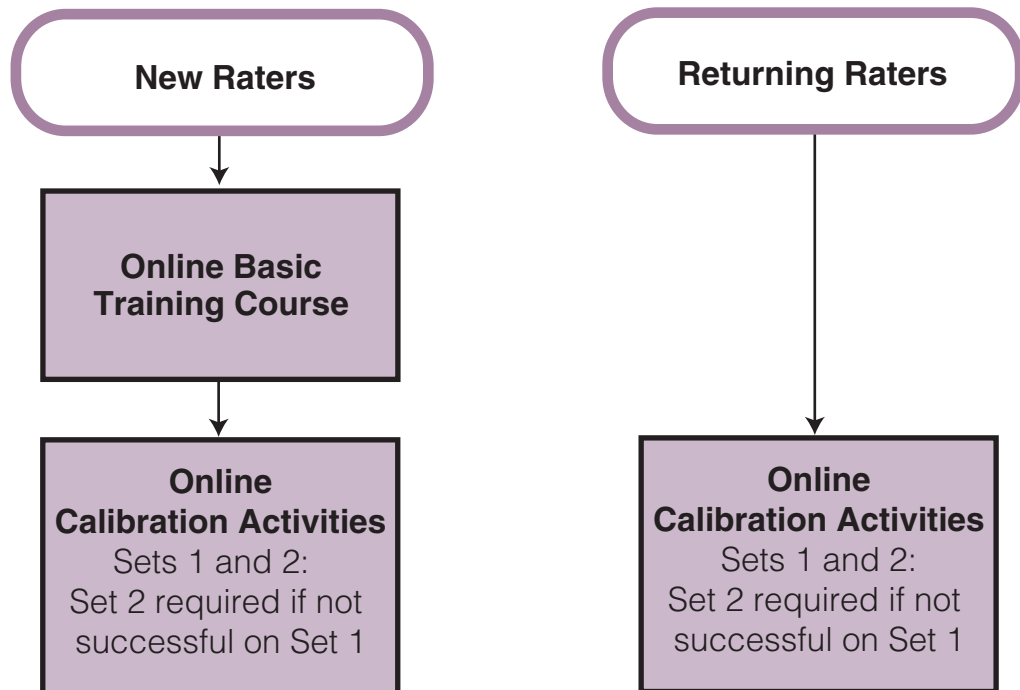 New Raters
Returning Raters
Online Basic
Training Course
Online
Calibration Activities
Sets 1 and 2:
Set 2 required if not
successful on Set 1
Online
Calibration Activities
Sets 1 and 2:
Set 2 required if not
successful on Set 1